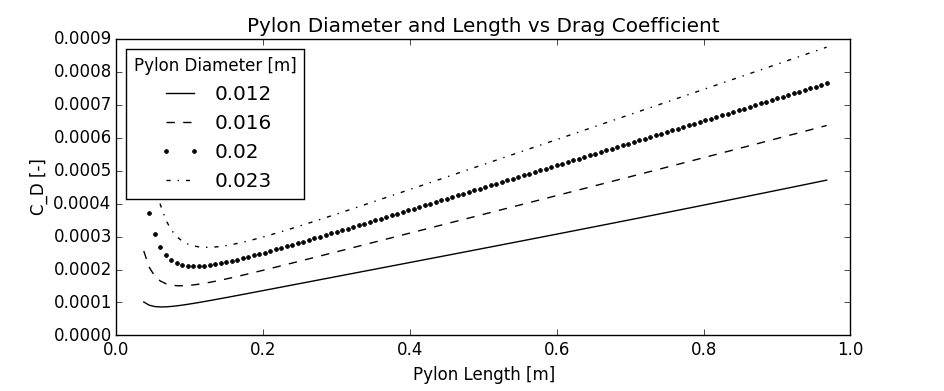 Pylon Diameter and Length vs Drag Coefficient
C_D [-]
0.0009
0.0008
0.0007
0.0006
0.0005
0.0004
0.0003
0.0002
0.0001
0.0000
Pylon Diameter [m]
0.012
0.016
0.02
0.023
0.0 0.2 0.4 0.6 0.8 1.0
Pylon Length [m]